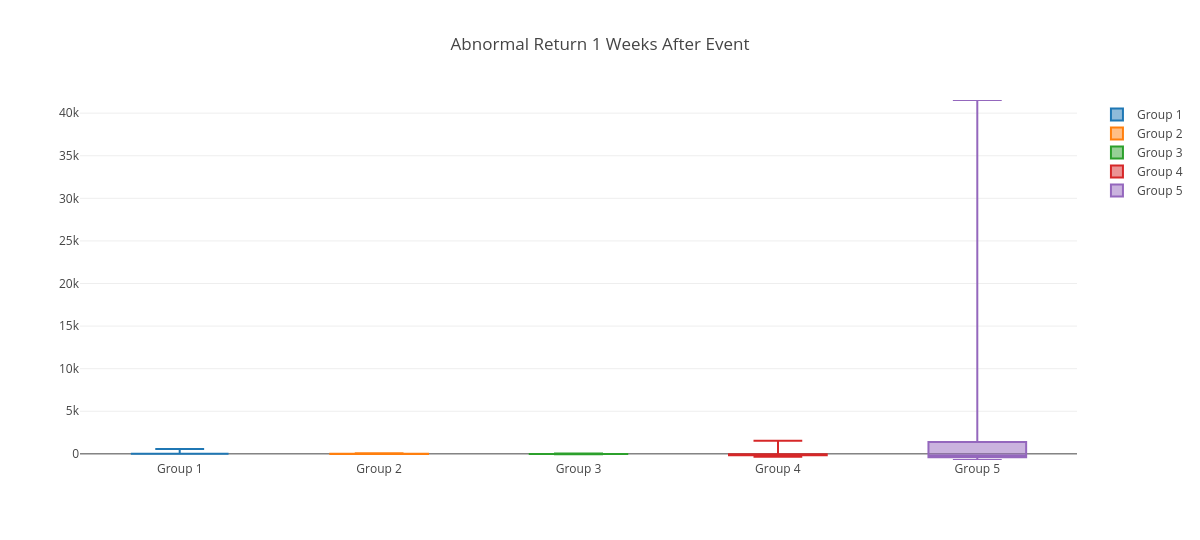 Abnormal Return 1 Weeks After Event
40k
35k
30k
25k
20k
15k
10k
5k
0
Group 1
Group 2
Group 3
Group 4
Group 5
Group 1
Group 2
Group 3
Group 4
Group 5